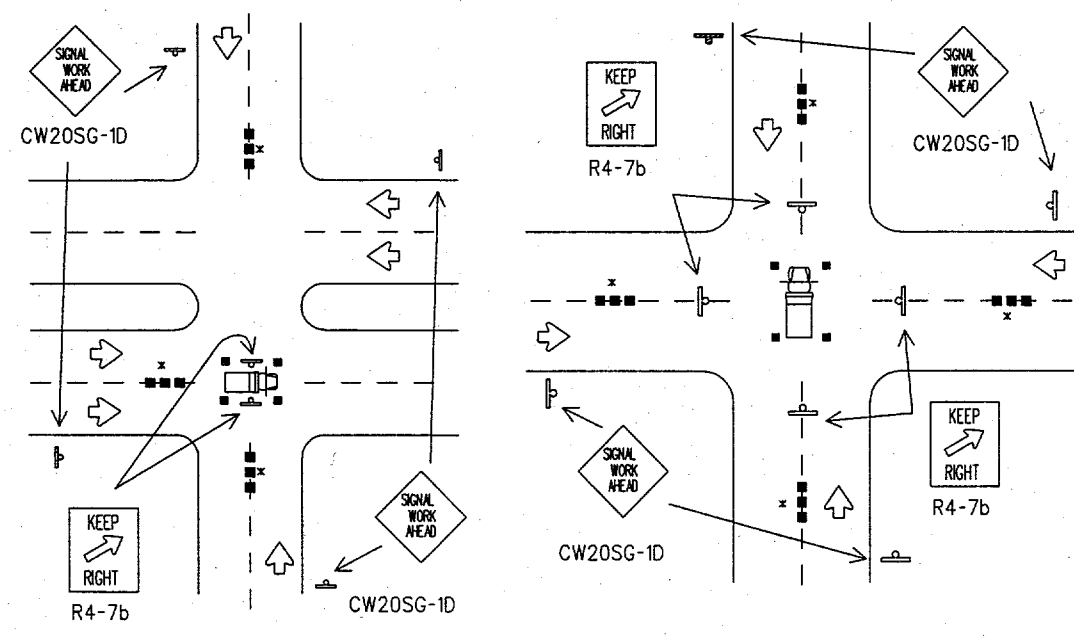 SIGNAL
WORK
AHEAD
CW20SG-1D
KEEP
RIGHT
R4-7b
SIGNAL
WORK
AHEAD
CW20SG-1D
KEEP
RIGHT
R4-7b
SIGNAL
WORK
AHEAD
CW20SG-1D
SIGNAL
WORK
AHEAD
CW20SG-1D
KEEP
RIGHT
R4-7b